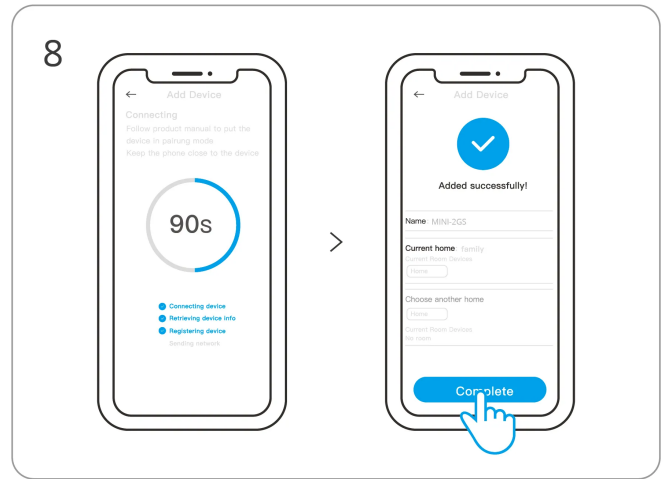 8
Add Device
Connecting
Follow product manual to put the
device in pairung mode
Keep the phone close to the device
90s
Connecting device
Retrieving device info
Registering device
Sending network
>
Add Device
Added successfully!
Name: MINI-2GS
Current home: family
Current Room Devices
Home
Choose another home
Home
Current Room Devices
No room
Complete